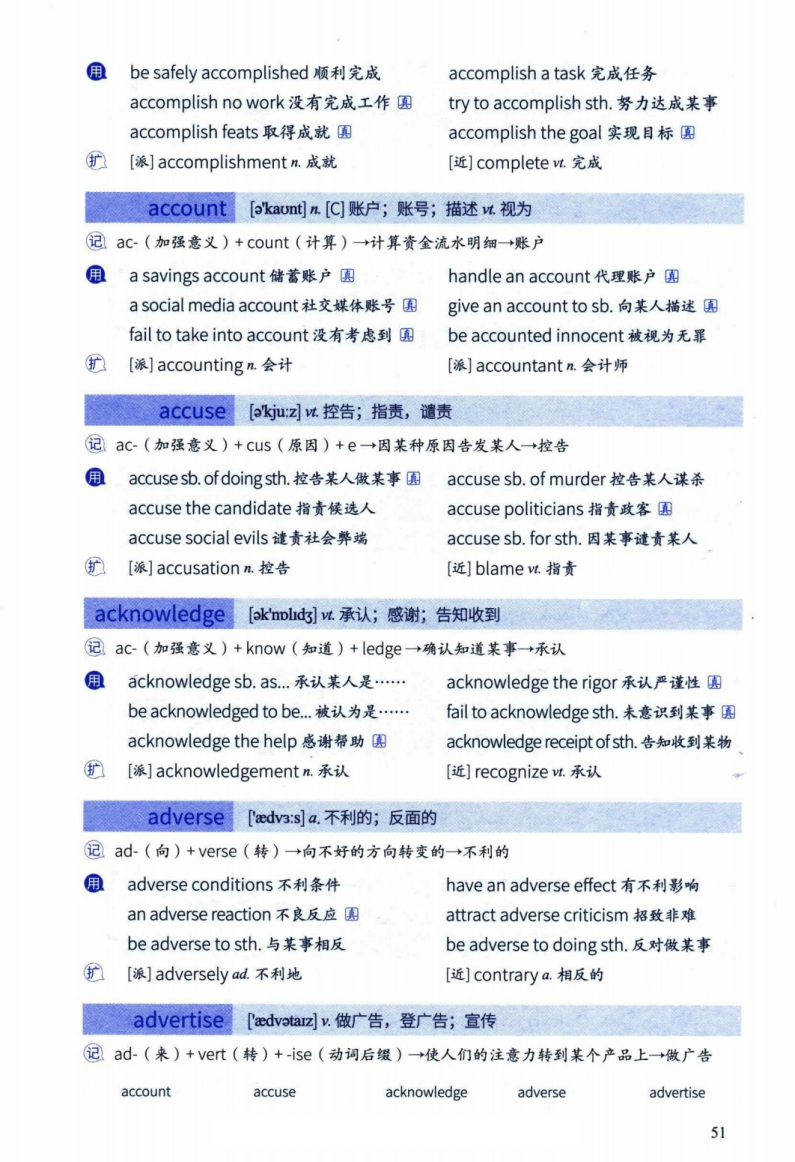 用 be safely accomplished 顺利完成 accomplish a task 完成任务
accomplish no work 没有完成工作 真 try to accomplish sth. 努力达成某事
accomplish feats 取得成就 真 accomplish the goal 实现目标 真
扩 [派] accomplishment n. 成就 [近] complete vt. 完成
account [ə'kaʊnt] n. [C] 账户；账号；描述 vt. 视为
记 ac-（加强意义）+ count（计算）→计算资金流水明细→账户
用 a savings account 储蓄账户 真 handle an account 代理账户 真
a social media account 社交媒体账号 真 give an account to sb. 向某人描述 真
fail to take into account 没有考虑到 真 be accounted innocent 被视为无罪
扩 [派] accounting n. 会计 [派] accountant n. 会计师
accuse [ə'kjuːz] vt. 控告；指责，谴责
记 ac-（加强意义）+ cus（原因）+ e→因某种原因告发某人→控告
用 accuse sb. of doing sth. 控告某人做某事 真 accuse sb. of murder 控告某人谋杀
accuse the candidate 指责候选人 accuse politicians 指责政客 真
accuse social evils 谴责社会弊端 accuse sb. for sth. 因某事谴责某人
扩 [派] accusation n. 控告 [近] blame vt. 指责
acknowledge [ək'nɒlɪdʒ] vt. 承认；感谢；告知收到
记 ac-（加强意义）+ know（知道）+ ledge→确认知道某事→承认
用 acknowledge sb. as... 承认某人是…… acknowledge the rigor 承认严谨性 真
be acknowledged to be... 被认为是…… fail to acknowledge sth. 未意识到某事 真
acknowledge the help 感谢帮助 真 acknowledge receipt of sth. 告知收到某物
扩 [派] acknowledgement n. 承认 [近] recognize vt. 承认
adverse ['ædvɜːs] a. 不利的；反面的
记 ad-（向）+ verse（转）→向不好的方向转变的→不利的
用 adverse conditions 不利条件 have an adverse effect 有不利影响
an adverse reaction 不良反应 真 attract adverse criticism 招致非难
be adverse to sth. 与某事相反 be adverse to doing sth. 反对做某事
扩 [派] adversely ad. 不利地 [近] contrary a. 相反的
advertise ['ædvətaɪz] v. 做广告，登广告；宣传
记 ad-（来）+ vert（转）+ -ise（动词后缀）→使人们的注意力转到某个产品上→做广告
account accuse acknowledge adverse advertise
51